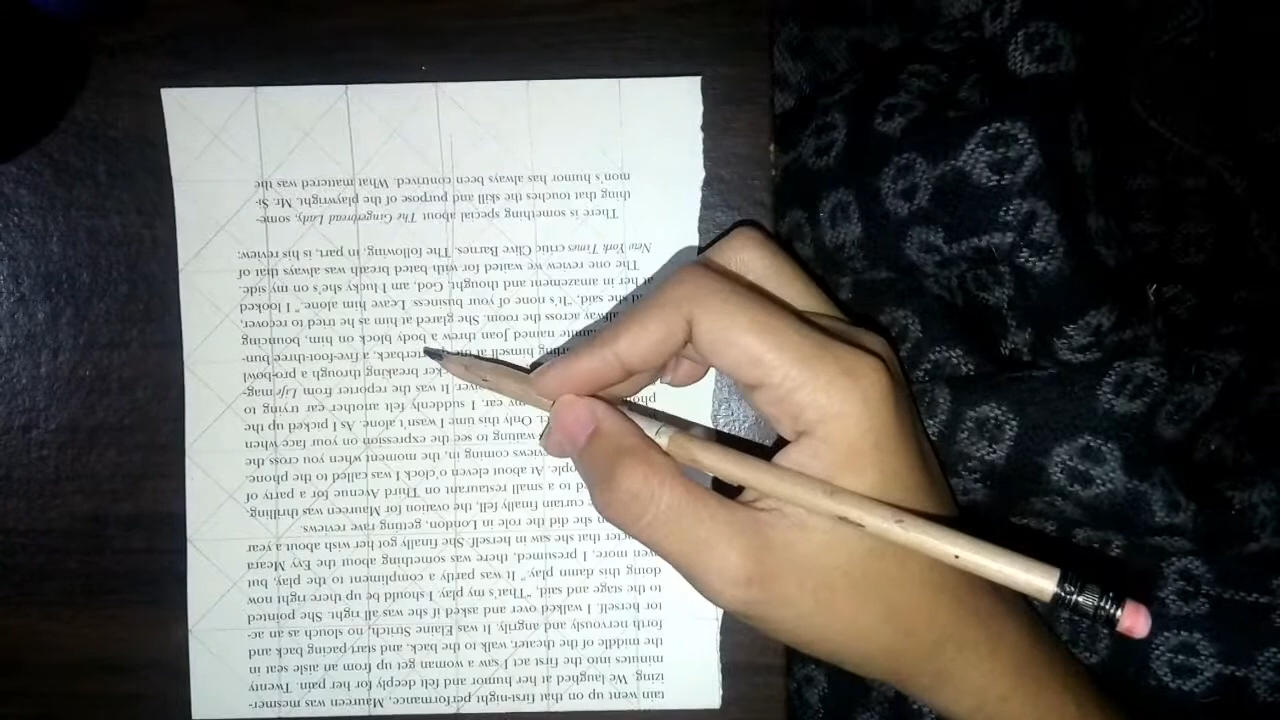 tain went up on that first-night performance, Maureen was mesmer-
izing. We laughed at her humor and felt deeply for her pain. Twenty
minutes into the first act I saw a woman get up from an aisle seat in
the middle of the theater, walk to the back, and start pacing back and
forth nervously and angrily. It was Elaine Stritch, no slouch as an ac-
tor herself. I walked over and asked if she was all right. She pointed
to the stage and said, "That's my play. I should be up there right now
doing this damn play." It was partly a compliment to the play, but
even more, I presumed, there was something about the Evy Meara
that she saw in herself. She finally got her wish about a year
she did the role in London, getting rave reviews.
curtain finally fell, the ovation for Maureen was thrilling.
to a small restaurant on Third Avenue for a party of
At about eleven o'clock I was called to the phone.
coming in, the moment when you cross the
waiting to see the expression on your face when
Only this time I wasn't alone. As I picked up the
my car, I suddenly felt another car trying to
It was the reporter from Life mag-
breaking through a pro-bowl
himself at a five-foot-three bun-
named Joan threw a body block on him, bouncing
way across the room. She glared at him as he tried to recover,
she said, "It's none of your business. Leave him alone." I looked
at her in amazement and thought, God, am I lucky she's on my side.
The one review we waited for with bated breath was always that of
New York Times critic Clive Barnes. The following, in part, is his review:
There is something special about The Gingerbread Lady, some-
thing that touches the skill and purpose of the playwright. Mr. Si-
mon's humor has always been contrived. What mattered was the